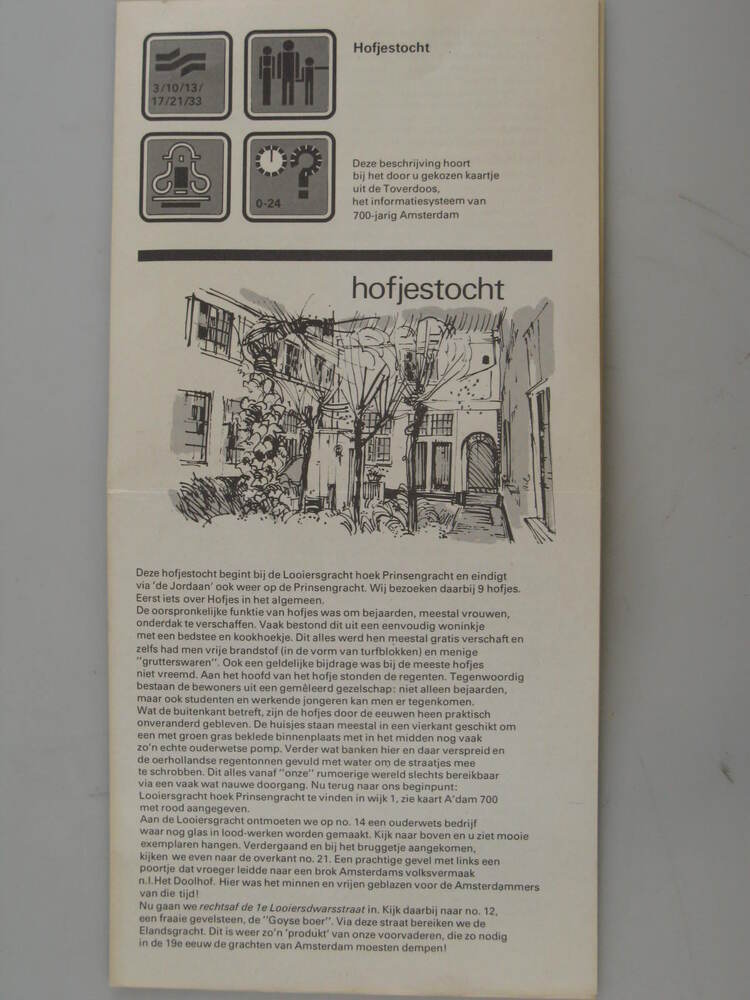 Hofjestocht
3/10/13/
17/21/33
0-24
Deze beschrijving hoort
bij het door u gekozen kaartje
uit de Toverdoos,
het informatiesysteem van
700-jarig Amsterdam
hofjestocht
Deze hofjestocht begint bij de Looiersgracht hoek Prinsengracht en eindigt
via 'de Jordaan' ook weer op de Prinsengracht. Wij bezoeken daarbij 9 hofjes.
Eerst iets over Hofjes in het algemeen.
De oorspronkelijke funktie van hofjes was om bejaarden, meestal vrouwen,
onderdak te verschaffen. Vaak bestond dit uit een eenvoudig woninkje
met een bedstee en kookhoekje. Dit alles werd hen meestal gratis verschaft en
zelfs had men vrije brandstof (in de vorm van turfblokken) en menige
"grutterswaren". Ook een geldelijke bijdrage was bij de meeste hofjes
niet vreemd. Aan het hoofd van het hofje stonden de regenten. Tegenwoordig
bestaan de bewoners uit een gemêleerd gezelschap: niet alleen bejaarden,
maar ook studenten en werkende jongeren kan men er tegenkomen.
Wat de buitenkant betreft, zijn de hofjes door de eeuwen heen praktisch
onveranderd gebleven. De huisjes staan meestal in een vierkant geschikt om
een met groen gras beklede binnenplaats met in het midden nog vaak
zo'n echte ouderwetse pomp. Verder wat banken hier en daar verspreid en
de oerhollandse regentonnen gevuld met water om de straatjes mee
te schrobben. Dit alles vanaf "onze" rumoerige wereld slechts bereikbaar
via een vaak wat nauwe doorgang. Nu terug naar ons beginpunt:
Looiersgracht hoek Prinsengracht te vinden in wijk 1, zie kaart A'dam 700
met rood aangegeven.
Aan de Looiersgracht ontmoeten we op no. 14 een ouderwets bedrijf
waar nog glas in lood-werken worden gemaakt. Kijk naar boven en u ziet mooie
exemplaren hangen. Verdergaand en bij het bruggetje aangekomen,
kijken we even naar de overkant no. 21. Een prachtige gevel met links een
poortje dat vroeger leidde naar een brok Amsterdams volksvermaak
n.l.Het Doolhof. Hier was het minnen en vrijen geblazen voor de Amsterdammers
van die tijd!
Nu gaan we rechtsaf de 1e Looiersdwarsstraat in. Kijk daarbij naar no. 12,
een fraaie gevelsteen, de "Goyse boer". Via deze straat bereiken we de
Elandsgracht. Dit is weer zo'n 'produkt' van onze voorvaderen, die zo nodig
in de 19e eeuw de grachten van Amsterdam moesten dempen!